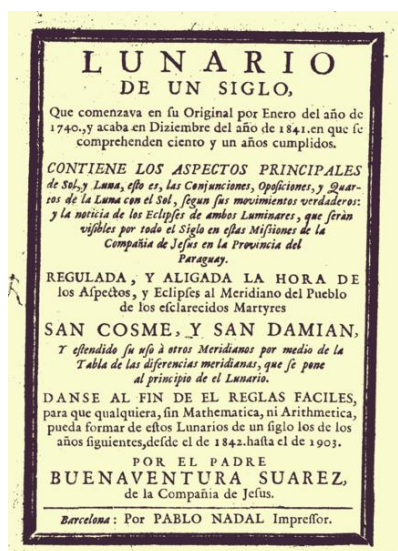 LUNARIO
DE UN SIGLO,
Que comenzava en ſu Original por Enero del año de
1740., y acaba en Diziembre del año de 1841. en que ſe
comprehenden ciento y un años cumplidos.
CONTIENE LOS ASPECTOS PRINCIPALES
de Sol, y Luna, eſto es, las Conjunciones, Opoſiciones, y Quar-
tos de la Luna con el Sol, ſegun ſus movimientos verdaderos:
y la noticia de los Eclipſes de ambos Luminares, que ſeràn
viſibles por todo el Siglo en eſtas Miſsiones de la
Compañia de Jeſus en la Provincia del
Paraguay.
REGULADA, Y ALIGADA LA HORA DE
los Aſpectos, y Eclipſes al Meridiano del Pueblo
de los eſclarecidos Martyres
SAN COSME, Y SAN DAMIAN,
Y eſtendido ſu uſo à otros Meridianos por medio de la
Tabla de las diferencias meridianas, que ſe pone
al principio de el Lunario.
DANSE AL FIN DE EL REGLAS FACILES,
para que qualquiera, ſin Mathematica, ni Arithmetica,
pueda formar de eſtos Lunarios de un ſiglo los de los
años ſiguientes, deſde el de 1842. haſta el de 1903.
POR EL PADRE
BUENAVENTURA SUAREZ,
de la Compañia de Jeſus.
Barcelona: Por PABLO NADAL Impreſſor.